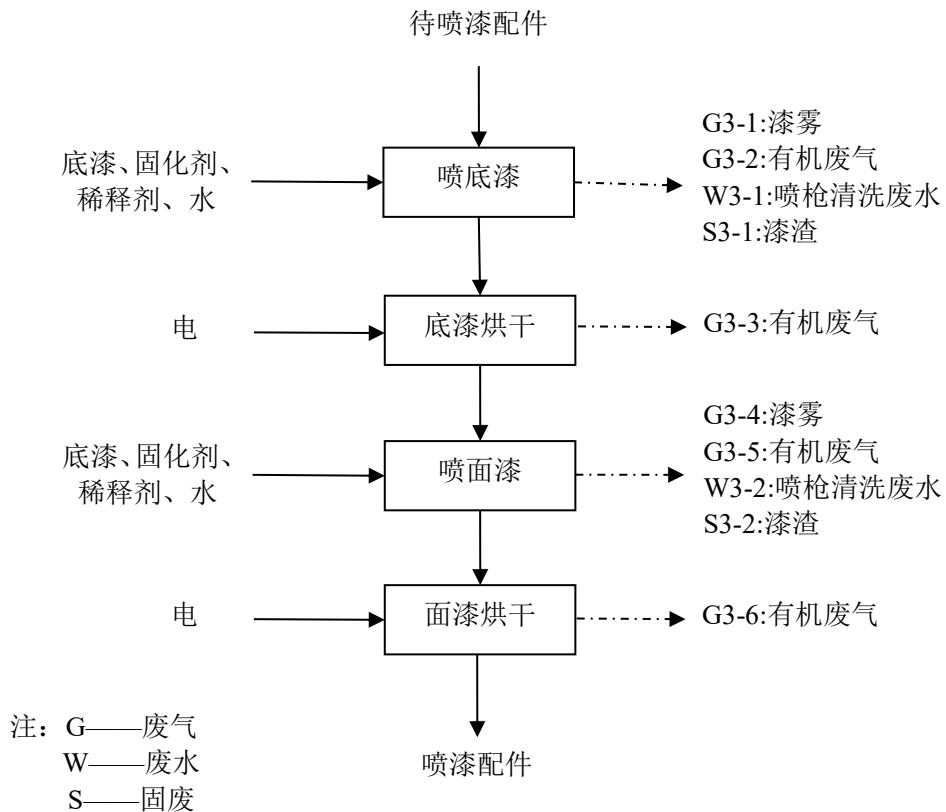 待喷漆配件
底漆、固化剂、
稀释剂、水
喷底漆
G3-1:漆雾
G3-2:有机废气
W3-1:喷枪清洗废水
S3-1:漆渣
电
底漆烘干
G3-3:有机废气
底漆、固化剂、
稀释剂、水
喷面漆
G3-4:漆雾
G3-5:有机废气
W3-2:喷枪清洗废水
S3-2:漆渣
电
面漆烘干
G3-6:有机废气
喷漆配件
注：G——废气
W——废水
S——固废